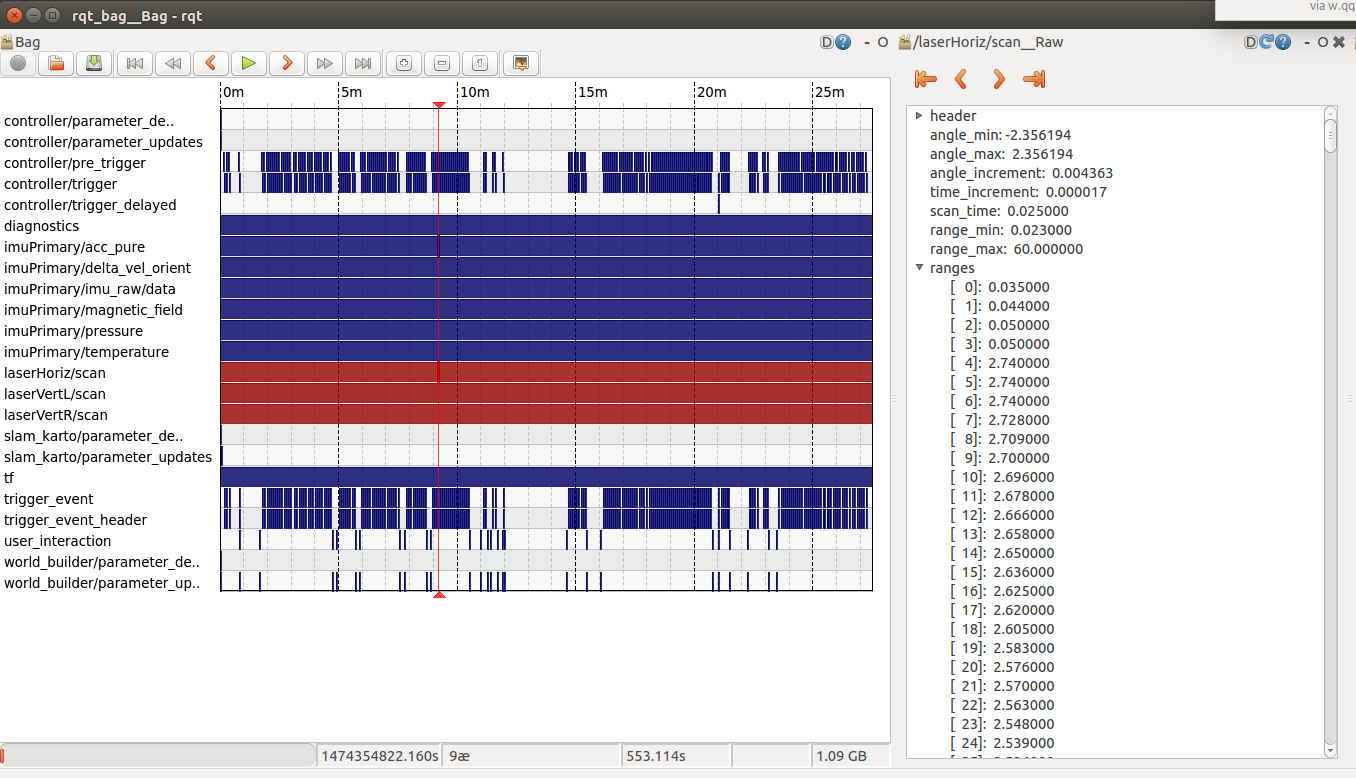 rqt_bag__Bag - rqt
via w.qq
Bag
D
- O
/laserHoriz/scan__Raw
D
- O
0m 5m 10m 15m 20m 25m
controller/parameter_de..
controller/parameter_updates
controller/pre_trigger
controller/trigger
controller/trigger_delayed
diagnostics
imuPrimary/acc_pure
imuPrimary/delta_vel_orient
imuPrimary/imu_raw/data
imuPrimary/magnetic_field
imuPrimary/pressure
imuPrimary/temperature
laserHoriz/scan
laserVertL/scan
laserVertR/scan
slam_karto/parameter_de..
slam_karto/parameter_updates
tf
trigger_event
trigger_event_header
user_interaction
world_builder/parameter_de..
world_builder/parameter_up..
header
angle_min: -2.356194
angle_max: 2.356194
angle_increment: 0.004363
time_increment: 0.000017
scan_time: 0.025000
range_min: 0.023000
range_max: 60.000000
ranges
[ 0]: 0.035000
[ 1]: 0.044000
[ 2]: 0.050000
[ 3]: 0.050000
[ 4]: 2.740000
[ 5]: 2.740000
[ 6]: 2.740000
[ 7]: 2.728000
[ 8]: 2.709000
[ 9]: 2.700000
[ 10]: 2.696000
[ 11]: 2.678000
[ 12]: 2.666000
[ 13]: 2.658000
[ 14]: 2.650000
[ 15]: 2.636000
[ 16]: 2.625000
[ 17]: 2.620000
[ 18]: 2.605000
[ 19]: 2.583000
[ 20]: 2.576000
[ 21]: 2.570000
[ 22]: 2.563000
[ 23]: 2.548000
[ 24]: 2.539000
1474354822.160s 9æ 553.114s 1.09 GB